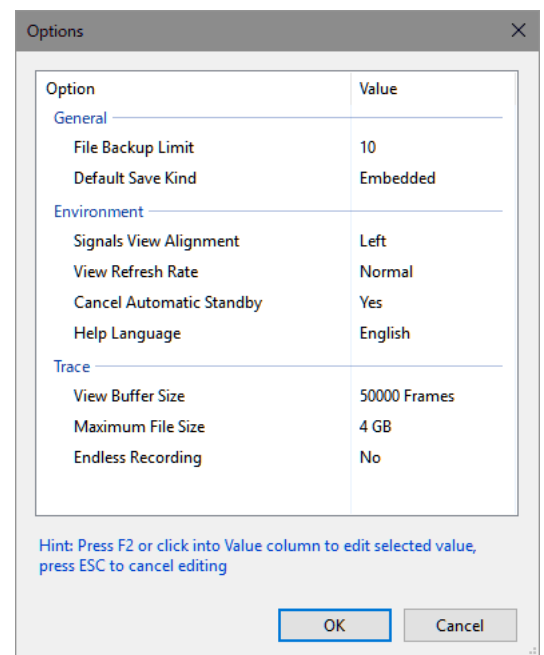 Options
Option Value
General
File Backup Limit 10
Default Save Kind Embedded
Environment
Signals View Alignment Left
View Refresh Rate Normal
Cancel Automatic Standby Yes
Help Language English
Trace
View Buffer Size 50000 Frames
Maximum File Size 4 GB
Endless Recording No
Hint: Press F2 or click into Value column to edit selected value,
press ESC to cancel editing
OK Cancel